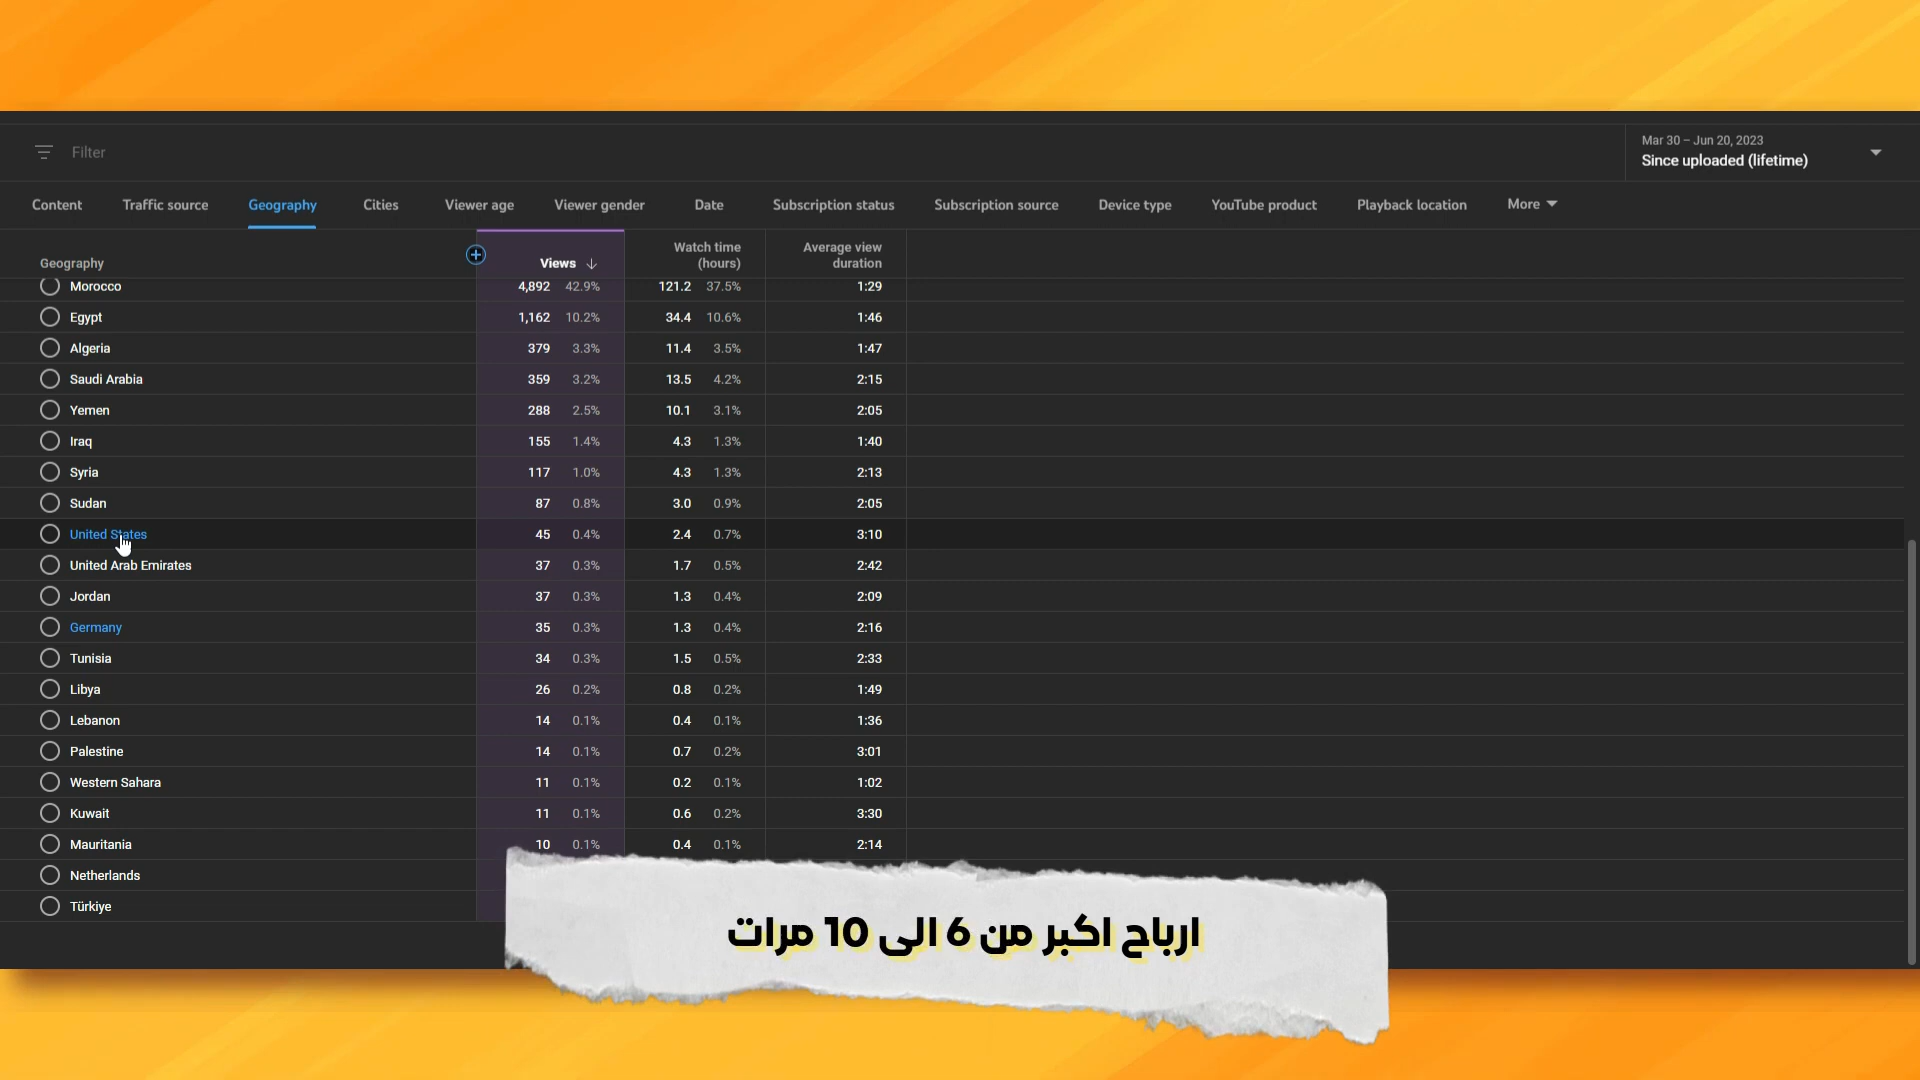 Filter
Mar 30 – Jun 20, 2023
Since uploaded (lifetime)
Content Traffic source Geography Cities Viewer age Viewer gender Date Subscription status Subscription source Device type YouTube product Playback location More
Geography Views Watch time (hours) Average view duration
Morocco 4,892 42.9% 121.2 37.5% 1:29
Egypt 1,162 10.2% 34.4 10.6% 1:46
Algeria 379 3.3% 11.4 3.5% 1:47
Saudi Arabia 359 3.2% 13.5 4.2% 2:15
Yemen 288 2.5% 10.1 3.1% 2:05
Iraq 155 1.4% 4.3 1.3% 1:40
Syria 117 1.0% 4.3 1.3% 2:13
Sudan 87 0.8% 3.0 0.9% 2:05
United States 45 0.4% 2.4 0.7% 3:10
United Arab Emirates 37 0.3% 1.7 0.5% 2:42
Jordan 37 0.3% 1.3 0.4% 2:09
Germany 35 0.3% 1.3 0.4% 2:16
Tunisia 34 0.3% 1.5 0.5% 2:33
Libya 26 0.2% 0.8 0.2% 1:49
Lebanon 14 0.1% 0.4 0.1% 1:36
Palestine 14 0.1% 0.7 0.2% 3:01
Western Sahara 11 0.1% 0.2 0.1% 1:02
Kuwait 11 0.1% 0.6 0.2% 3:30
Mauritania 10 0.1% 0.4 0.1% 2:14
Netherlands
Türkiye
ارباح اكبر من 6 الى 10 مرات